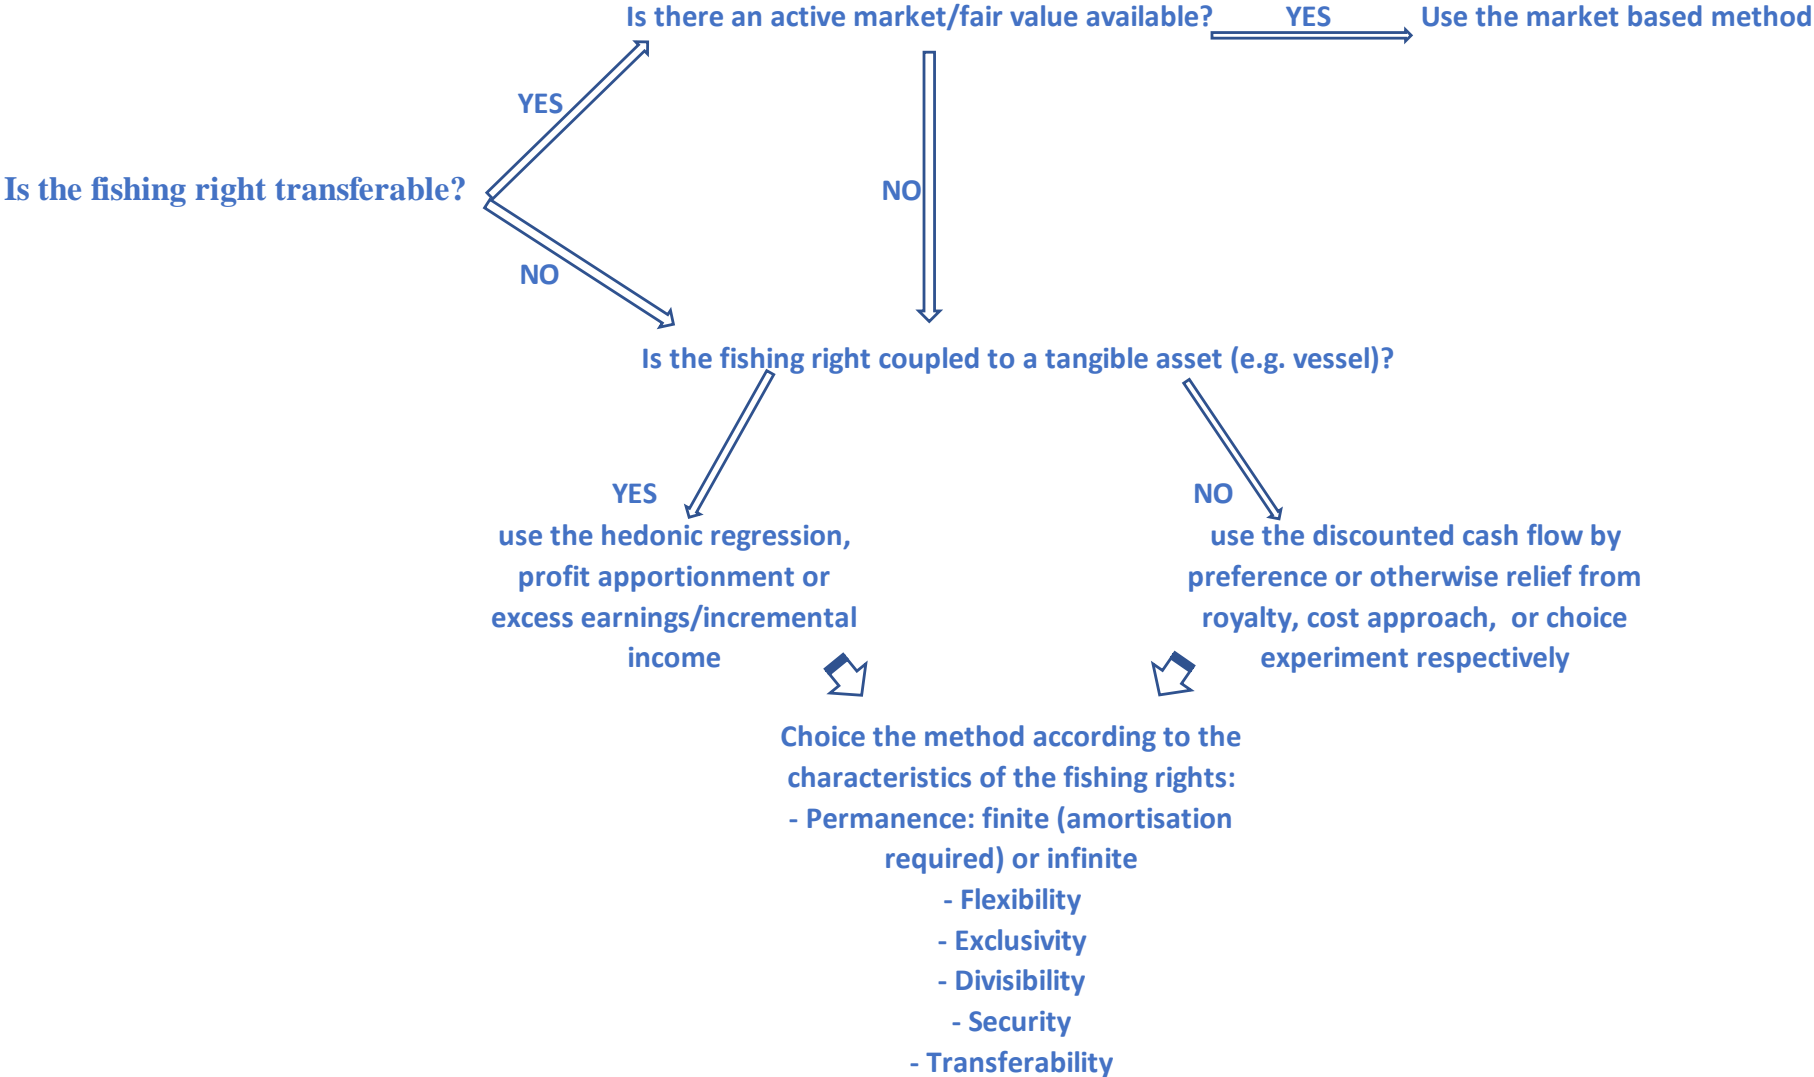 Is there an active market/fair value available?
YES
Use the market based method
YES
Is the fishing right transferable?
NO
NO
Is the fishing right coupled to a tangible asset (e.g. vessel)?
YES
use the hedonic regression,
profit apportionment or
excess earnings/incremental
income
NO
use the discounted cash flow by
preference or otherwise relief from
royalty, cost approach, or choice
experiment respectively
Choice the method according to the
characteristics of the fishing rights:
- Permanence: finite (amortisation
required) or infinite
- Flexibility
- Exclusivity
- Divisibility
- Security
- Transferability